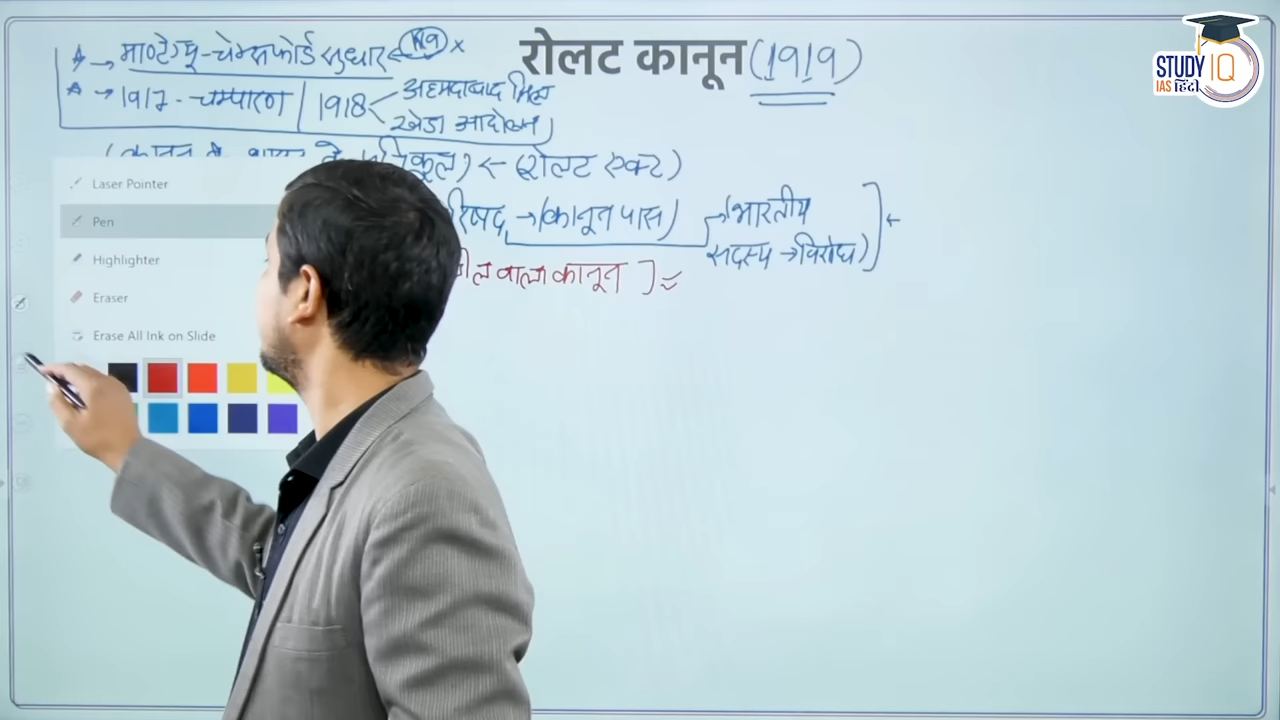 → माण्टेग्यू-चेम्सफोर्ड सुधार ← x
रोलट कानून (1919)
STUDY IQ
IAS हिंदी
→ 1917 - चम्पारण | 1918 < अहमदाबाद मिल
खेडा आंदोलन
← (रोलट एक्ट)
→ (कानून पास) → (भारतीय
सदस्य → विरोध) ] ←
वाला कानून ]
Laser Pointer
Pen
Highlighter
Eraser
Erase All Ink on Slide